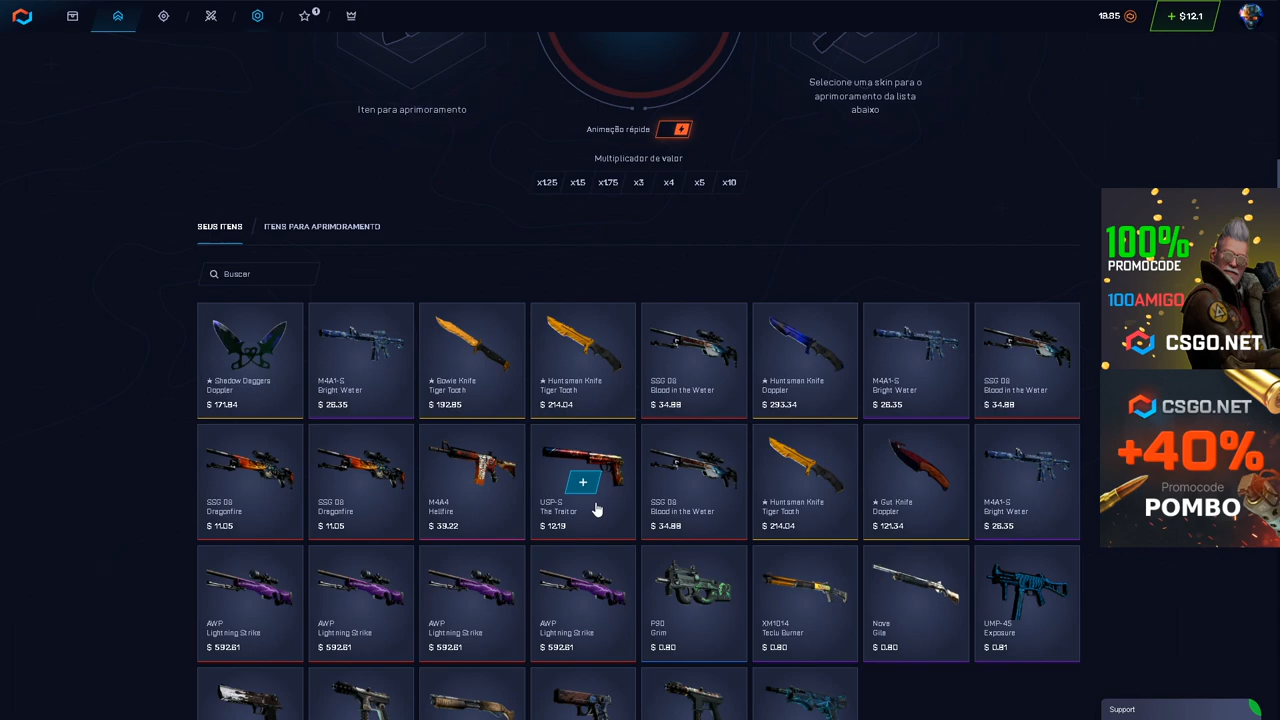 1
19.85
+ $12.1
Iten para aprimoramento
Selecione uma skin para o
aprimoramento da lista
abaixo
Animação rápida
Multiplicador de valor
x1.25 x1.5 x1.75 x3 x4 x5 x10
SEUS ITENS
ITENS PARA APRIMORAMENTO
Buscar
100%
PROMOCODE
100AMIGO
CSGO.NET
★ Shadow Daggers
Doppler
$ 171.84
M4A1-S
Bright Water
$ 26.35
★ Bowie Knife
Tiger Tooth
$ 192.85
★ Huntsman Knife
Tiger Tooth
$ 214.04
SSG 08
Blood in the Water
$ 34.88
★ Huntsman Knife
Doppler
$ 293.34
M4A1-S
Bright Water
$ 26.35
SSG 08
Blood in the Water
$ 34.88
CSGO.NET
+40%
Promocode
POMBO
SSG 08
Dragonfire
$ 11.05
SSG 08
Dragonfire
$ 11.05
M4A4
Hellfire
$ 39.22
+
USP-S
The Traitor
$ 12.19
SSG 08
Blood in the Water
$ 34.88
★ Huntsman Knife
Tiger Tooth
$ 214.04
★ Gut Knife
Doppler
$ 121.34
M4A1-S
Bright Water
$ 26.35
AWP
Lightning Strike
$ 592.61
AWP
Lightning Strike
$ 592.61
AWP
Lightning Strike
$ 592.61
AWP
Lightning Strike
$ 592.61
P90
Grim
$ 0.80
XM1014
Teclu Burner
$ 0.80
Nova
Gila
$ 0.80
UMP-45
Exposure
$ 0.81
Support